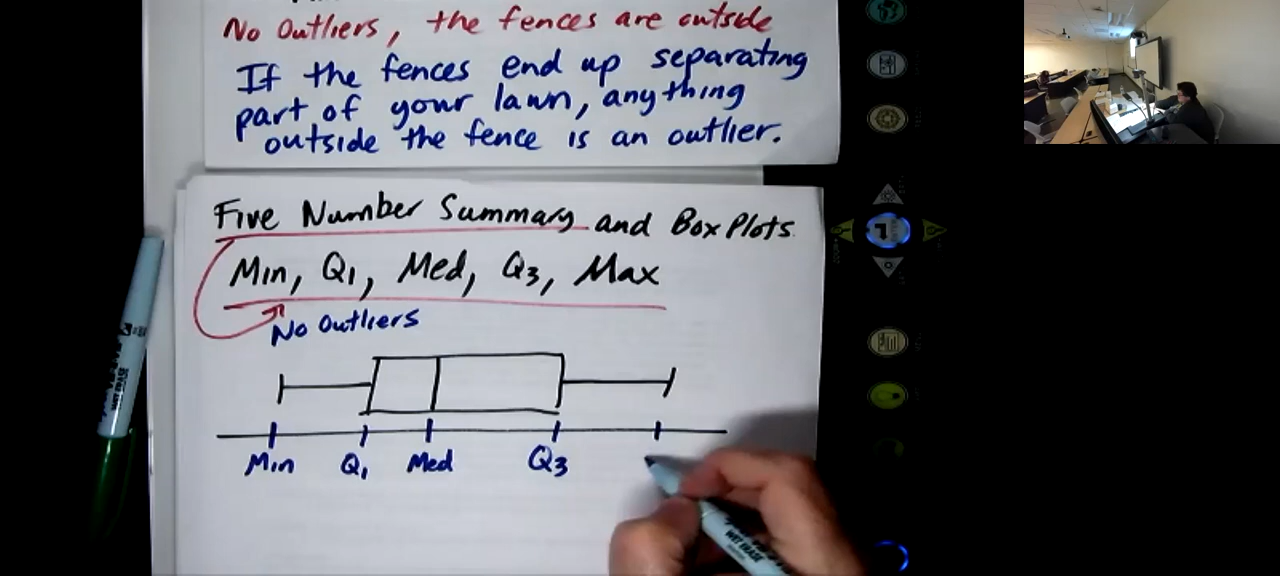 No Outliers, the fences are outside
If the fences end up separating
part of your lawn, anything
outside the fence is an outlier.
Five Number Summary and Box Plots
Min, Q1, Med, Q3, Max
No Outliers
Min Q1 Med Q3